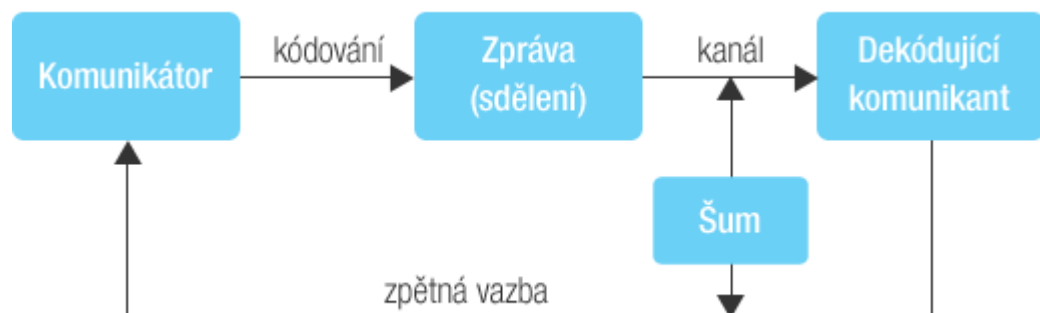 Komunikátor
kódování
Zpráva
(sdělení)
kanál
Dekódující
komunikant
Šum
zpětná vazba